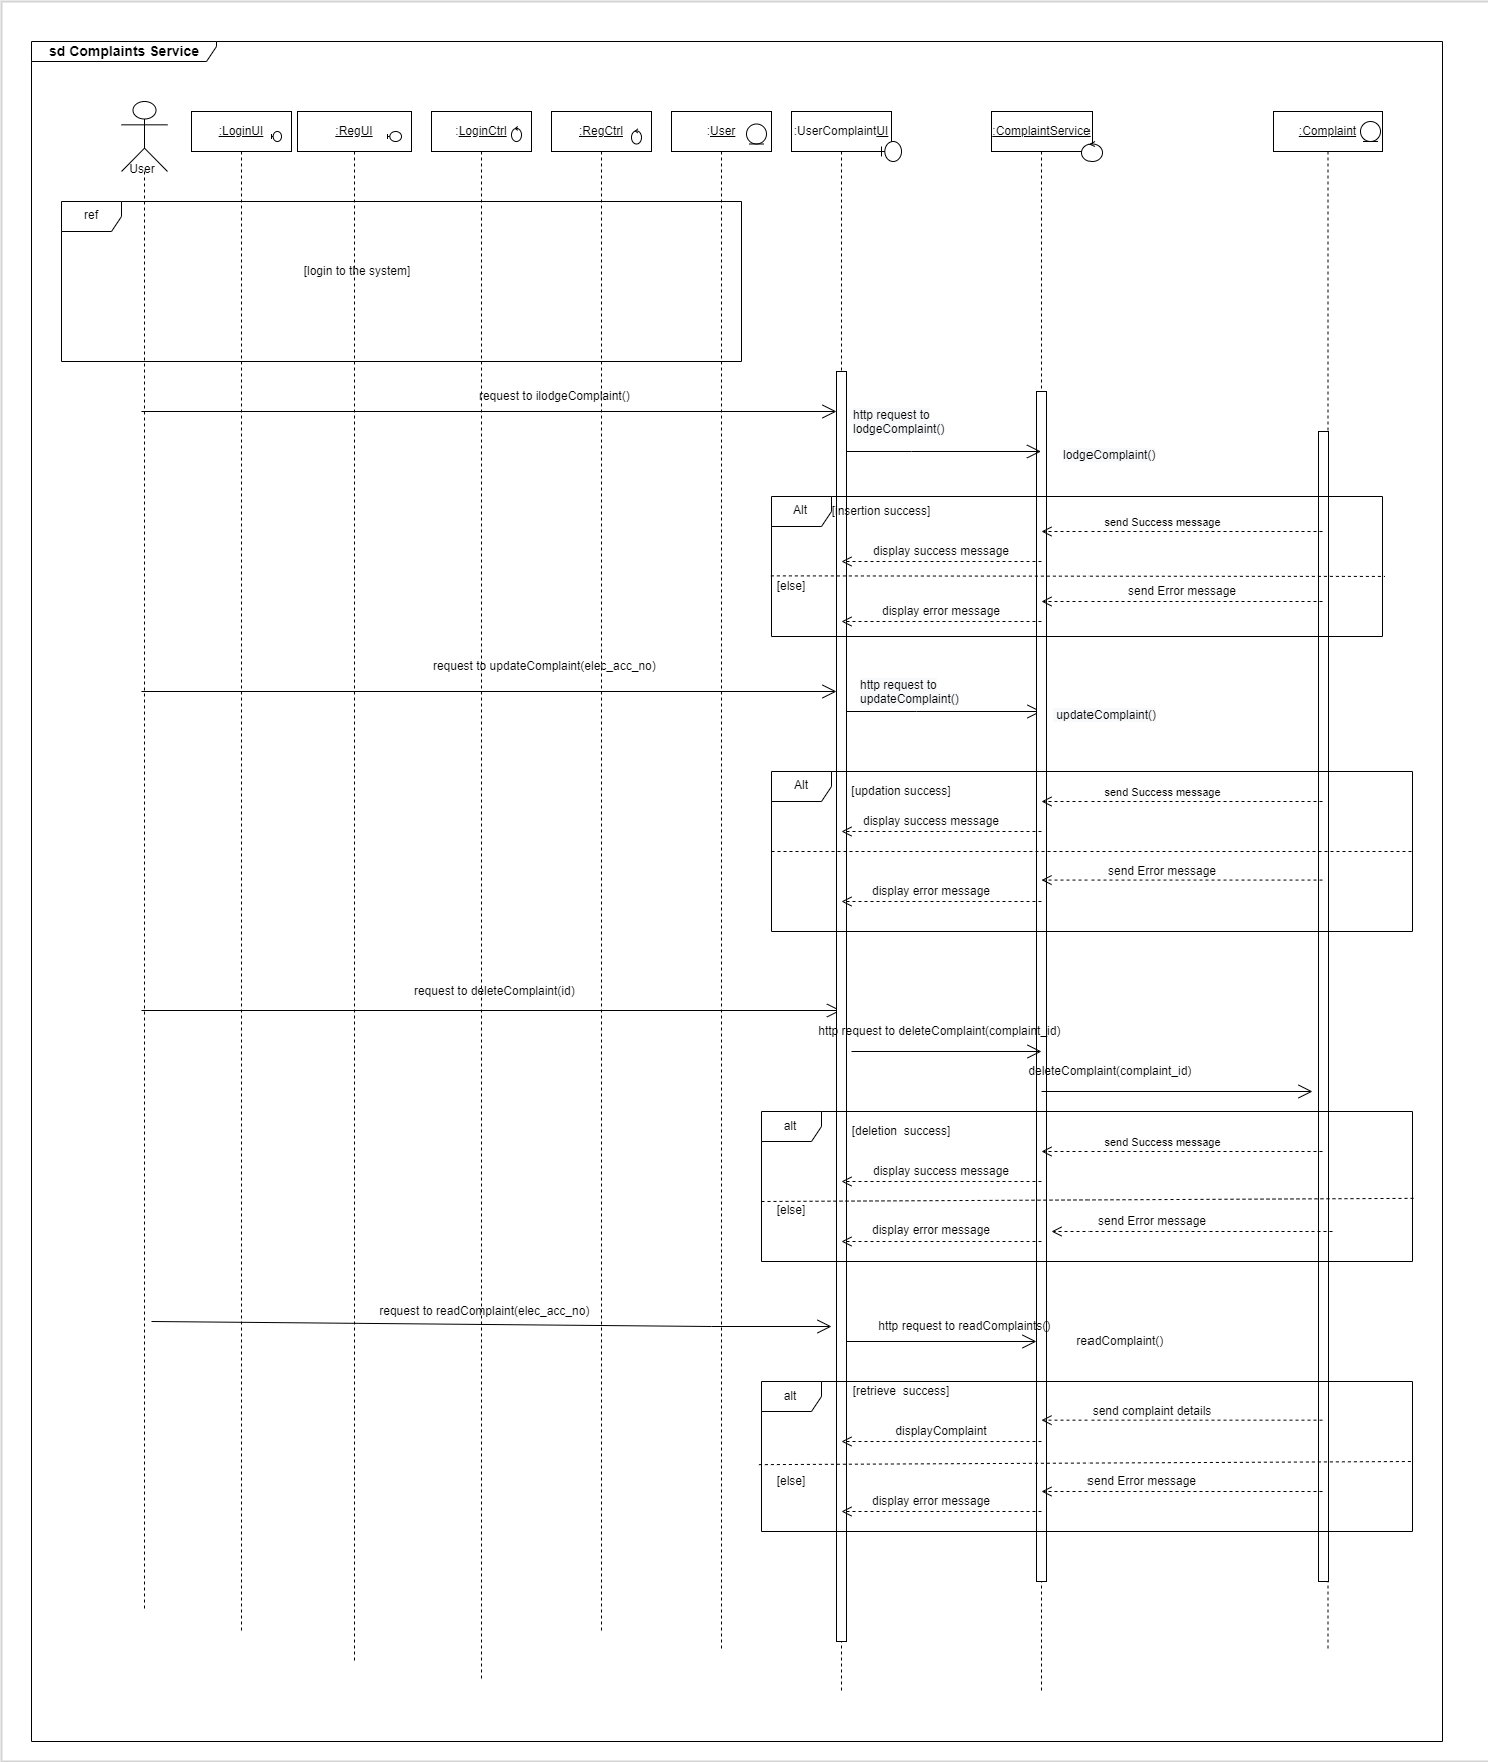 sd Complaints Service
:LoginUI
:RegUI
:LoginCtrl
:RegCtrl
:User
:UserComplaintUI
:ComplaintService
:Complaint
User
ref
[login to the system]
request to ilodgeComplaint()
http request to
lodgeComplaint()
lodgeComplaint()
Alt
[insertion success]
send Success message
display success message
[else]
send Error message
display error message
request to updateComplaint(elec_acc_no)
http request to
updateComplaint()
updateComplaint()
Alt
[updation success]
send Success message
display success message
send Error message
display error message
request to deleteComplaint(id)
http request to deleteComplaint(complaint_id)
deleteComplaint(complaint_id)
alt
[deletion  success]
send Success message
display success message
[else]
send Error message
display error message
request to readComplaint(elec_acc_no)
http request to readComplaints()
readComplaint()
alt
[retrieve  success]
send complaint details
displayComplaint
[else]
send Error message
display error message